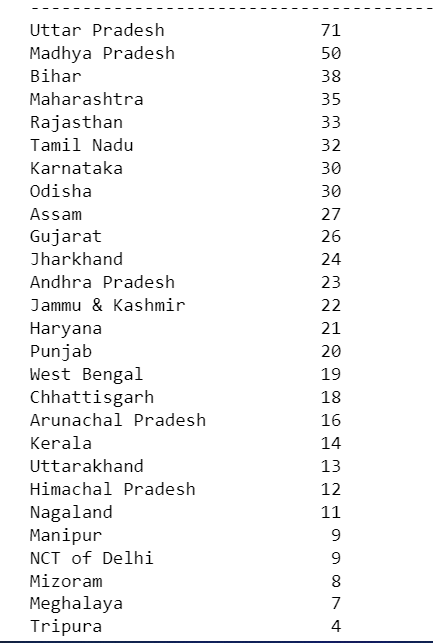 ------------------------------------
Uttar Pradesh 71
Madhya Pradesh 50
Bihar 38
Maharashtra 35
Rajasthan 33
Tamil Nadu 32
Karnataka 30
Odisha 30
Assam 27
Gujarat 26
Jharkhand 24
Andhra Pradesh 23
Jammu & Kashmir 22
Haryana 21
Punjab 20
West Bengal 19
Chhattisgarh 18
Arunachal Pradesh 16
Kerala 14
Uttarakhand 13
Himachal Pradesh 12
Nagaland 11
Manipur 9
NCT of Delhi 9
Mizoram 8
Meghalaya 7
Tripura 4